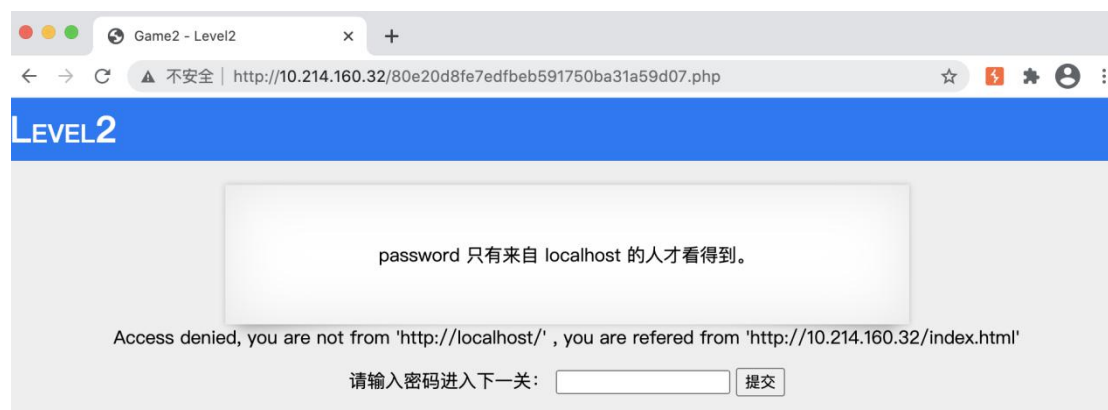 Game2 - Level2
不安全 | http://10.214.160.32/80e20d8fe7edfbeb591750ba31a59d07.php
LEVEL2
password 只有来自 localhost 的人才看得到。
Access denied, you are not from 'http://localhost/' , you are refered from 'http://10.214.160.32/index.html'
请输入密码进入下一关： 提交